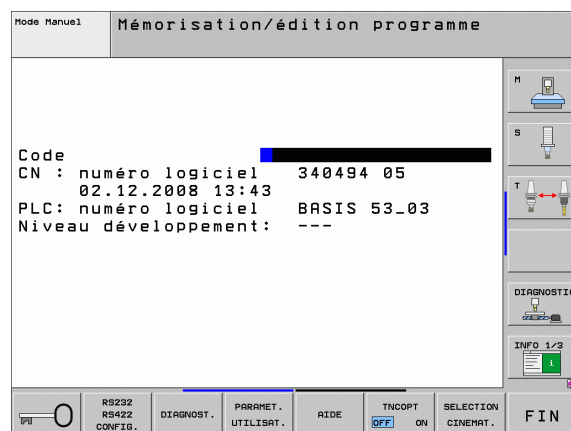 Mode Manuel
Mémorisation/édition programme
Code
CN : numéro logiciel 340494 05
02.12.2008 13:43
PLC: numéro logiciel BASIS 53_03
Niveau développement: ---
M
S
T
DIAGNOSTI
INFO 1/3
i
RS232
RS422
CONFIG.
DIAGNOST.
PARAMET.
UTILISAT.
AIDE
TNCOPT
OFF ON
SELECTION
CINEMAT.
FIN